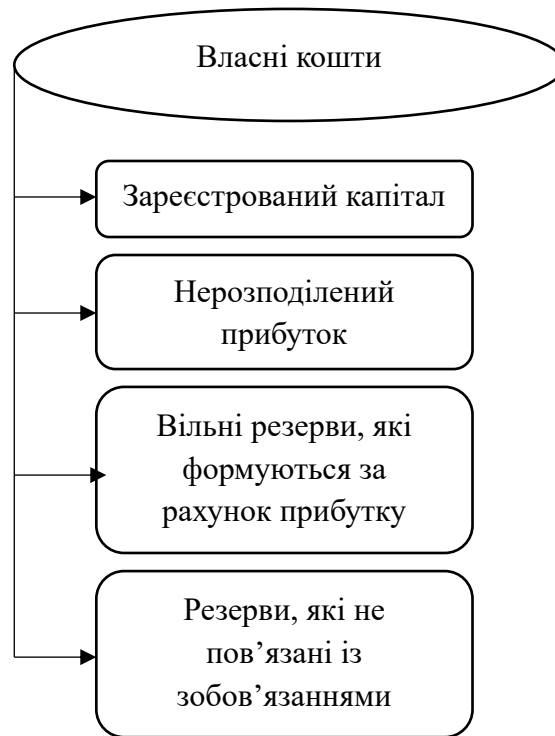 Власні кошти
Зареєстрований капітал
Нерозподілений
прибуток
Вільні резерви, які
формуються за
рахунок прибутку
Резерви, які не
пов’язані із
зобов’язаннями